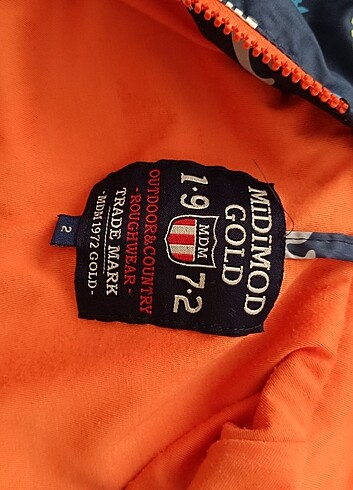 MIDIMOD
GOLD
1·9 MDM 7·2
OUTDOOR&COUNTRY
- ROUGHWEAR -
TRADE MARK
- MDM 1972 GOLD -
2